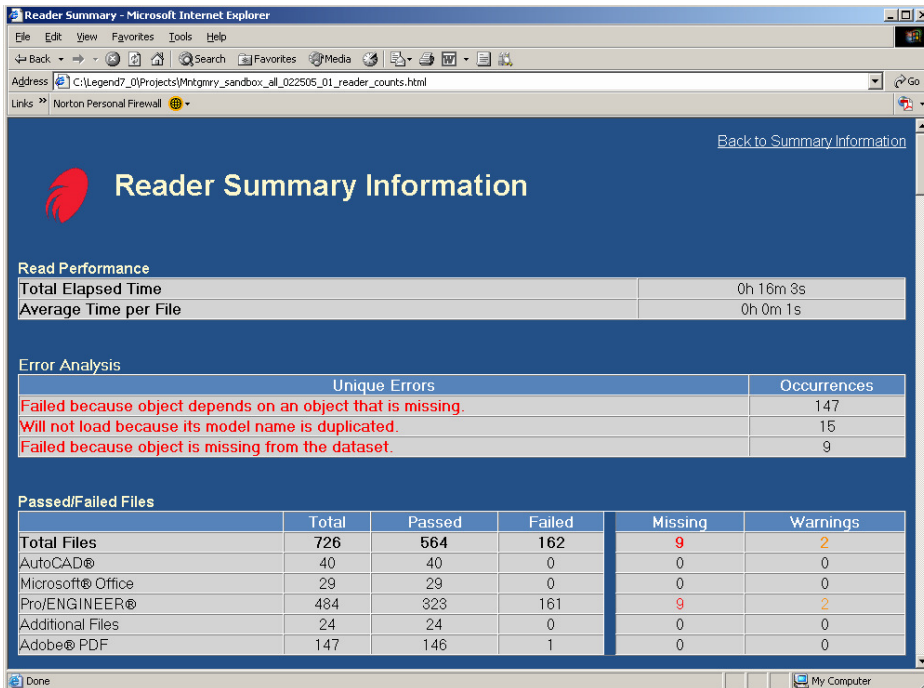 Reader Summary - Microsoft Internet Explorer
File Edit View Favorites Tools Help
Back Search Favorites Media
Address C:\Legend7_0\Projects\Mntgmry_sandbox_all_022505_01_reader_counts.html Go
Links » Norton Personal Firewall
Back to Summary Information
Reader Summary Information
Read Performance
Total Elapsed Time 0h 16m 3s
Average Time per File 0h 0m 1s
Error Analysis
Unique Errors Occurrences
Failed because object depends on an object that is missing. 147
Will not load because its model name is duplicated. 15
Failed because object is missing from the dataset. 9
Passed/Failed Files
Total Passed Failed Missing Warnings
Total Files 726 564 162 9 2
AutoCAD® 40 40 0 0 0
Microsoft® Office 29 29 0 0 0
Pro/ENGINEER® 484 323 161 9 2
Additional Files 24 24 0 0 0
Adobe® PDF 147 146 1 0 0
Done My Computer